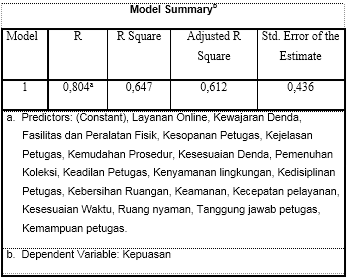 Model Summaryᵇ
Model R R Square Adjusted R Square Std. Error of the Estimate
1 0,804ᵃ 0,647 0,612 0,436
a. Predictors: (Constant), Layanan Online, Kewajaran Denda,
Fasilitas dan Peralatan Fisik, Kesopanan Petugas, Kejelasan
Petugas, Kemudahan Prosedur, Kesesuaian Denda, Pemenuhan
Koleksi, Keadilan Petugas, Kenyamanan lingkungan, Kedisiplinan
Petugas, Kebersihan Ruangan, Keamanan, Kecepatan pelayanan,
Kesesuaian Waktu, Ruang nyaman, Tanggung jawab petugas,
Kemampuan petugas.
b. Dependent Variable: Kepuasan